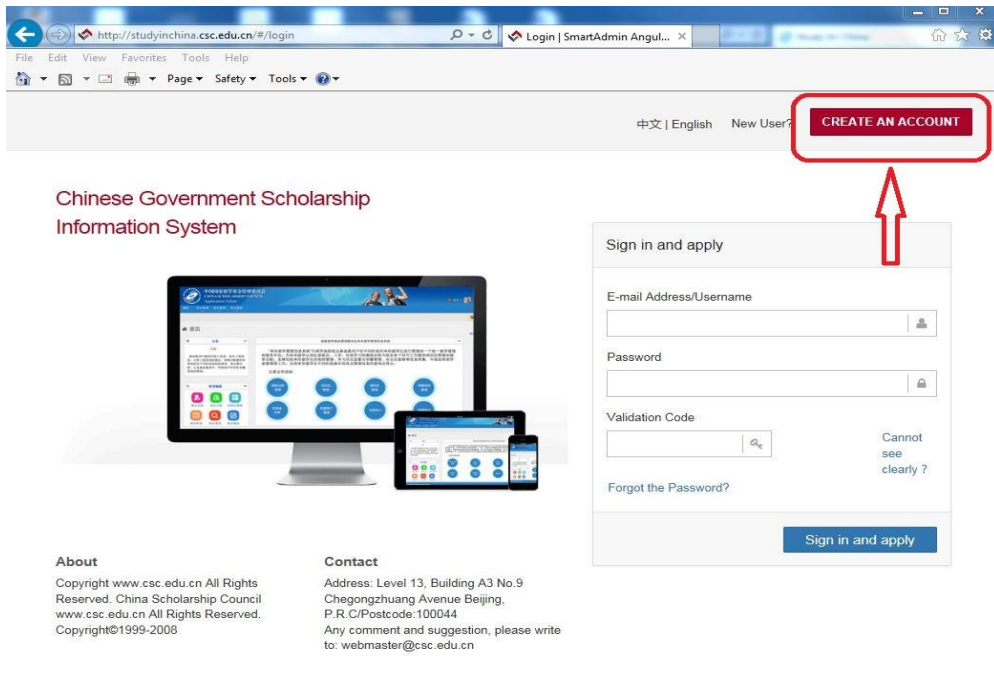 http://studyinchina.csc.edu.cn/#/login
Login | SmartAdmin Angul...
File Edit View Favorites Tools Help
Page Safety Tools
中文 | English New User? CREATE AN ACCOUNT
Chinese Government Scholarship
Information System
Sign in and apply
E-mail Address/Username
Password
Validation Code
Cannot
see
clearly ?
Forgot the Password?
Sign in and apply
About
Copyright www.csc.edu.cn All Rights
Reserved. China Scholarship Council
www.csc.edu.cn All Rights Reserved.
Copyright©1999-2008
Contact
Address: Level 13, Building A3 No.9
Chegongzhuang Avenue Beijing,
P.R.C/Postcode:100044
Any comment and suggestion, please write
to: webmaster@csc.edu.cn